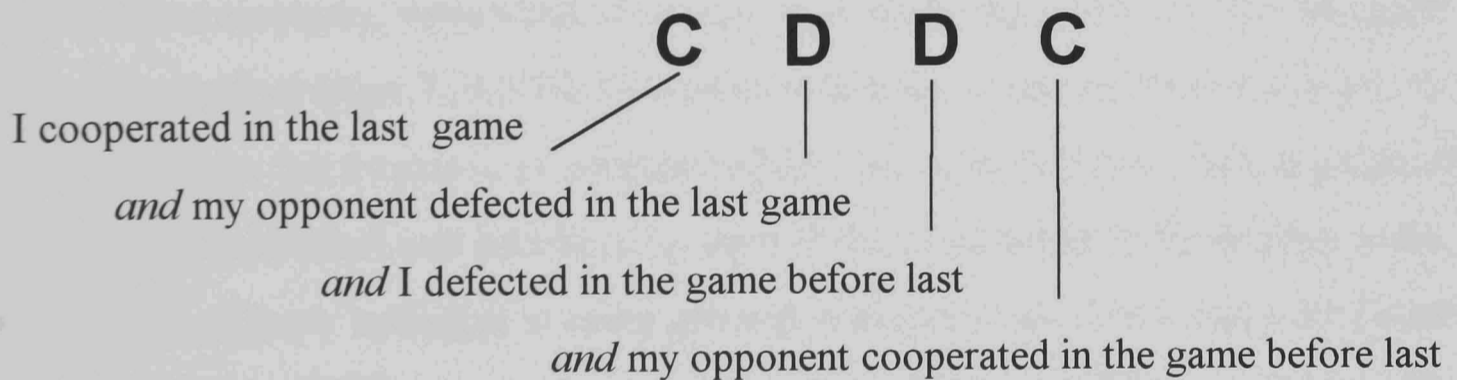 C D D C
I cooperated in the last game
and my opponent defected in the last game
and I defected in the game before last
and my opponent cooperated in the game before last